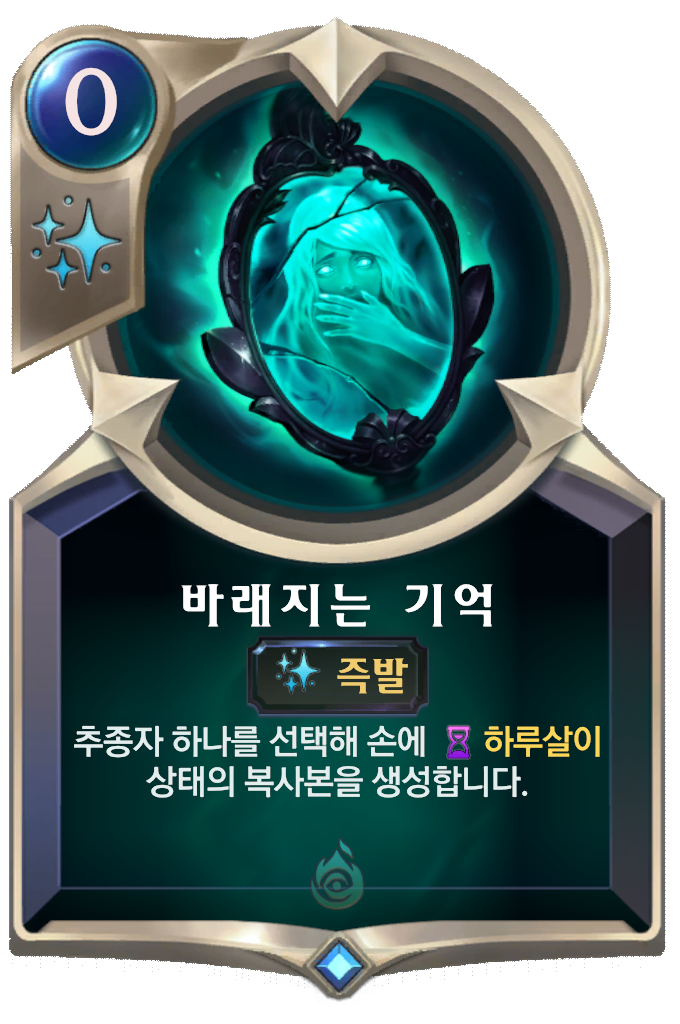 0
바래지는 기억
즉발
추종자 하나를 선택해 손에 하루살이
상태의 복사본을 생성합니다.